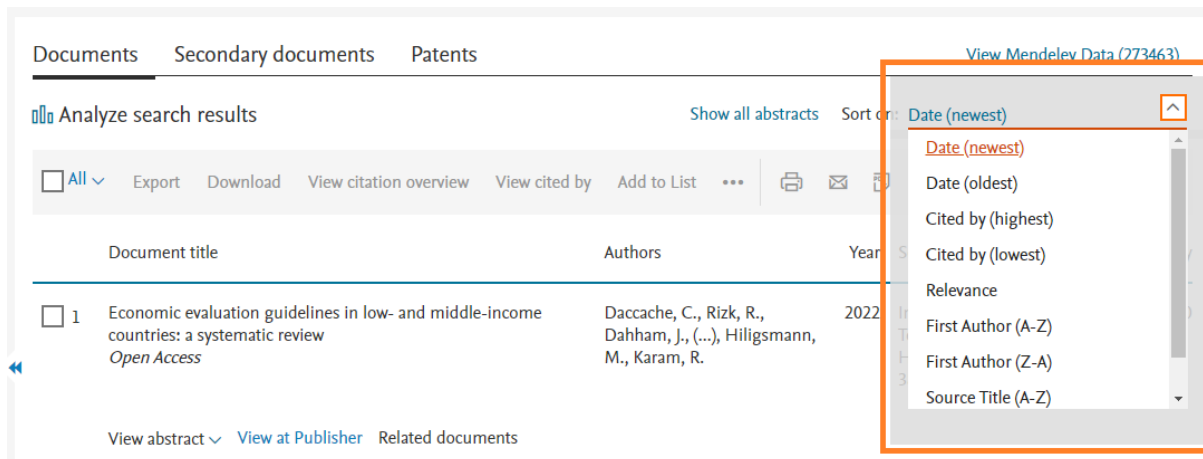 Documents Secondary documents Patents View Mendeley Data (273463)
Analyze search results Show all abstracts Sort on: Date (newest)
Date (newest)
All Export Download View citation overview View cited by Add to List •••
Date (oldest)
Cited by (highest)
Document title Authors Year Cited by (lowest)
Relevance
1 Economic evaluation guidelines in low- and middle-income Daccache, C., Rizk, R., 2022
countries: a systematic review Dahham, J., (...), Hiligsmann, First Author (A-Z)
Open Access M., Karam, R. First Author (Z-A)
Source Title (A-Z)
View abstract View at Publisher Related documents